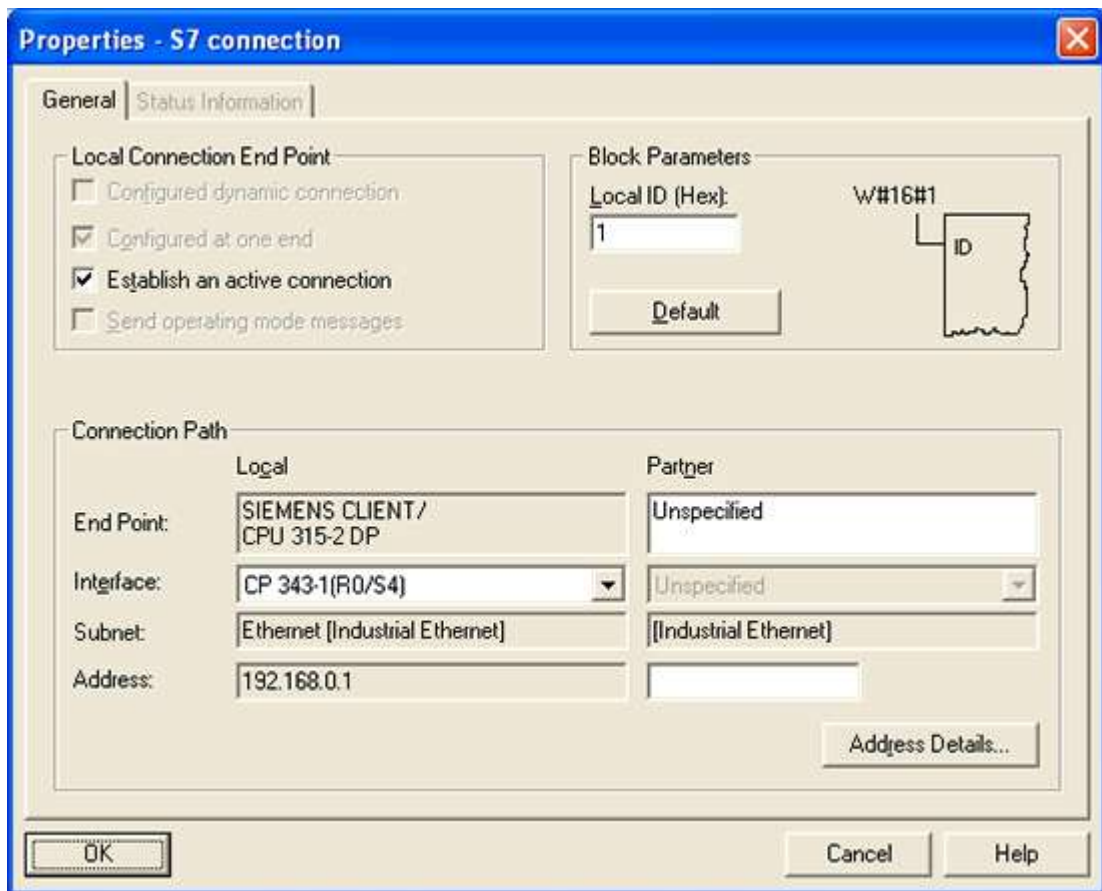 Properties - S7 connection
General
Status Information
Local Connection End Point
Configured dynamic connection
Configured at one end
Establish an active connection
Send operating mode messages
Block Parameters
Local ID (Hex):
W#16#1
1
ID
Default
Connection Path
Local
Partner
End Point:
SIEMENS CLIENT/
CPU 315-2 DP
Unspecified
Interface:
CP 343-1(R0/S4)
Unspecified
Subnet:
Ethernet [Industrial Ethernet]
[Industrial Ethernet]
Address:
192.168.0.1
Address Details...
OK
Cancel
Help